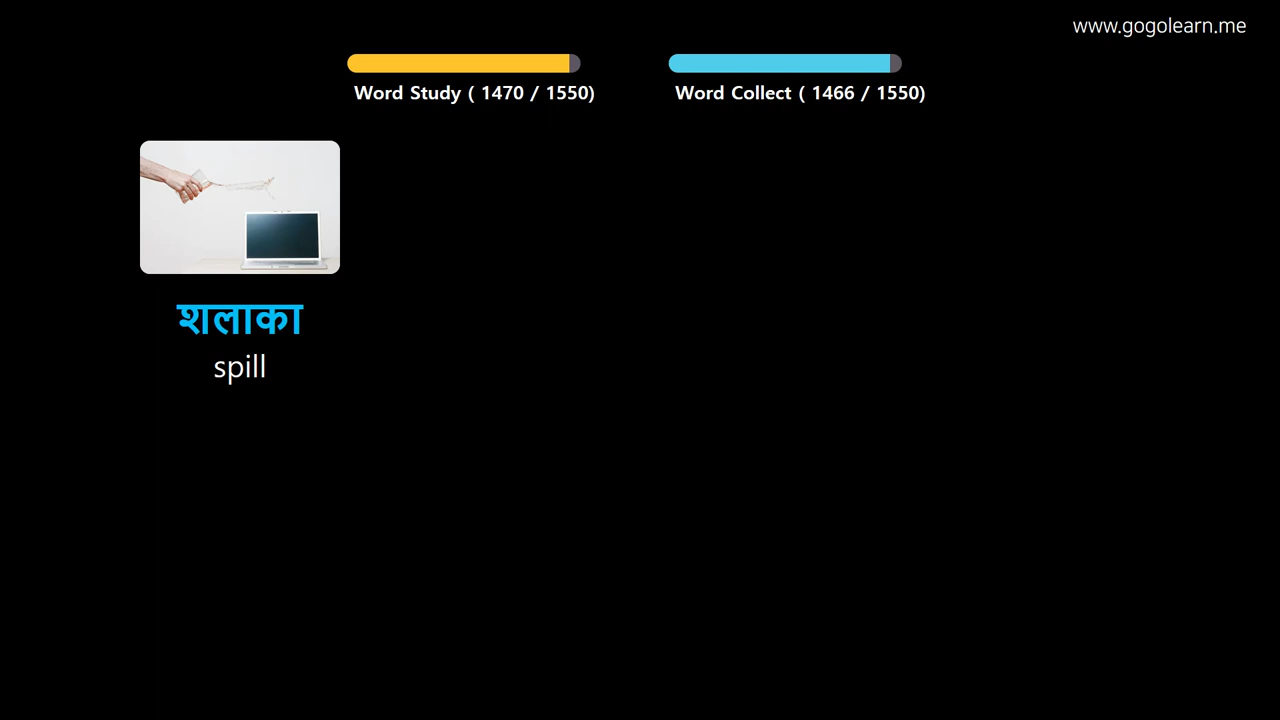 www.gogolearn.me
Word Study ( 1470 / 1550)
Word Collect ( 1466 / 1550)
शलाका
spill